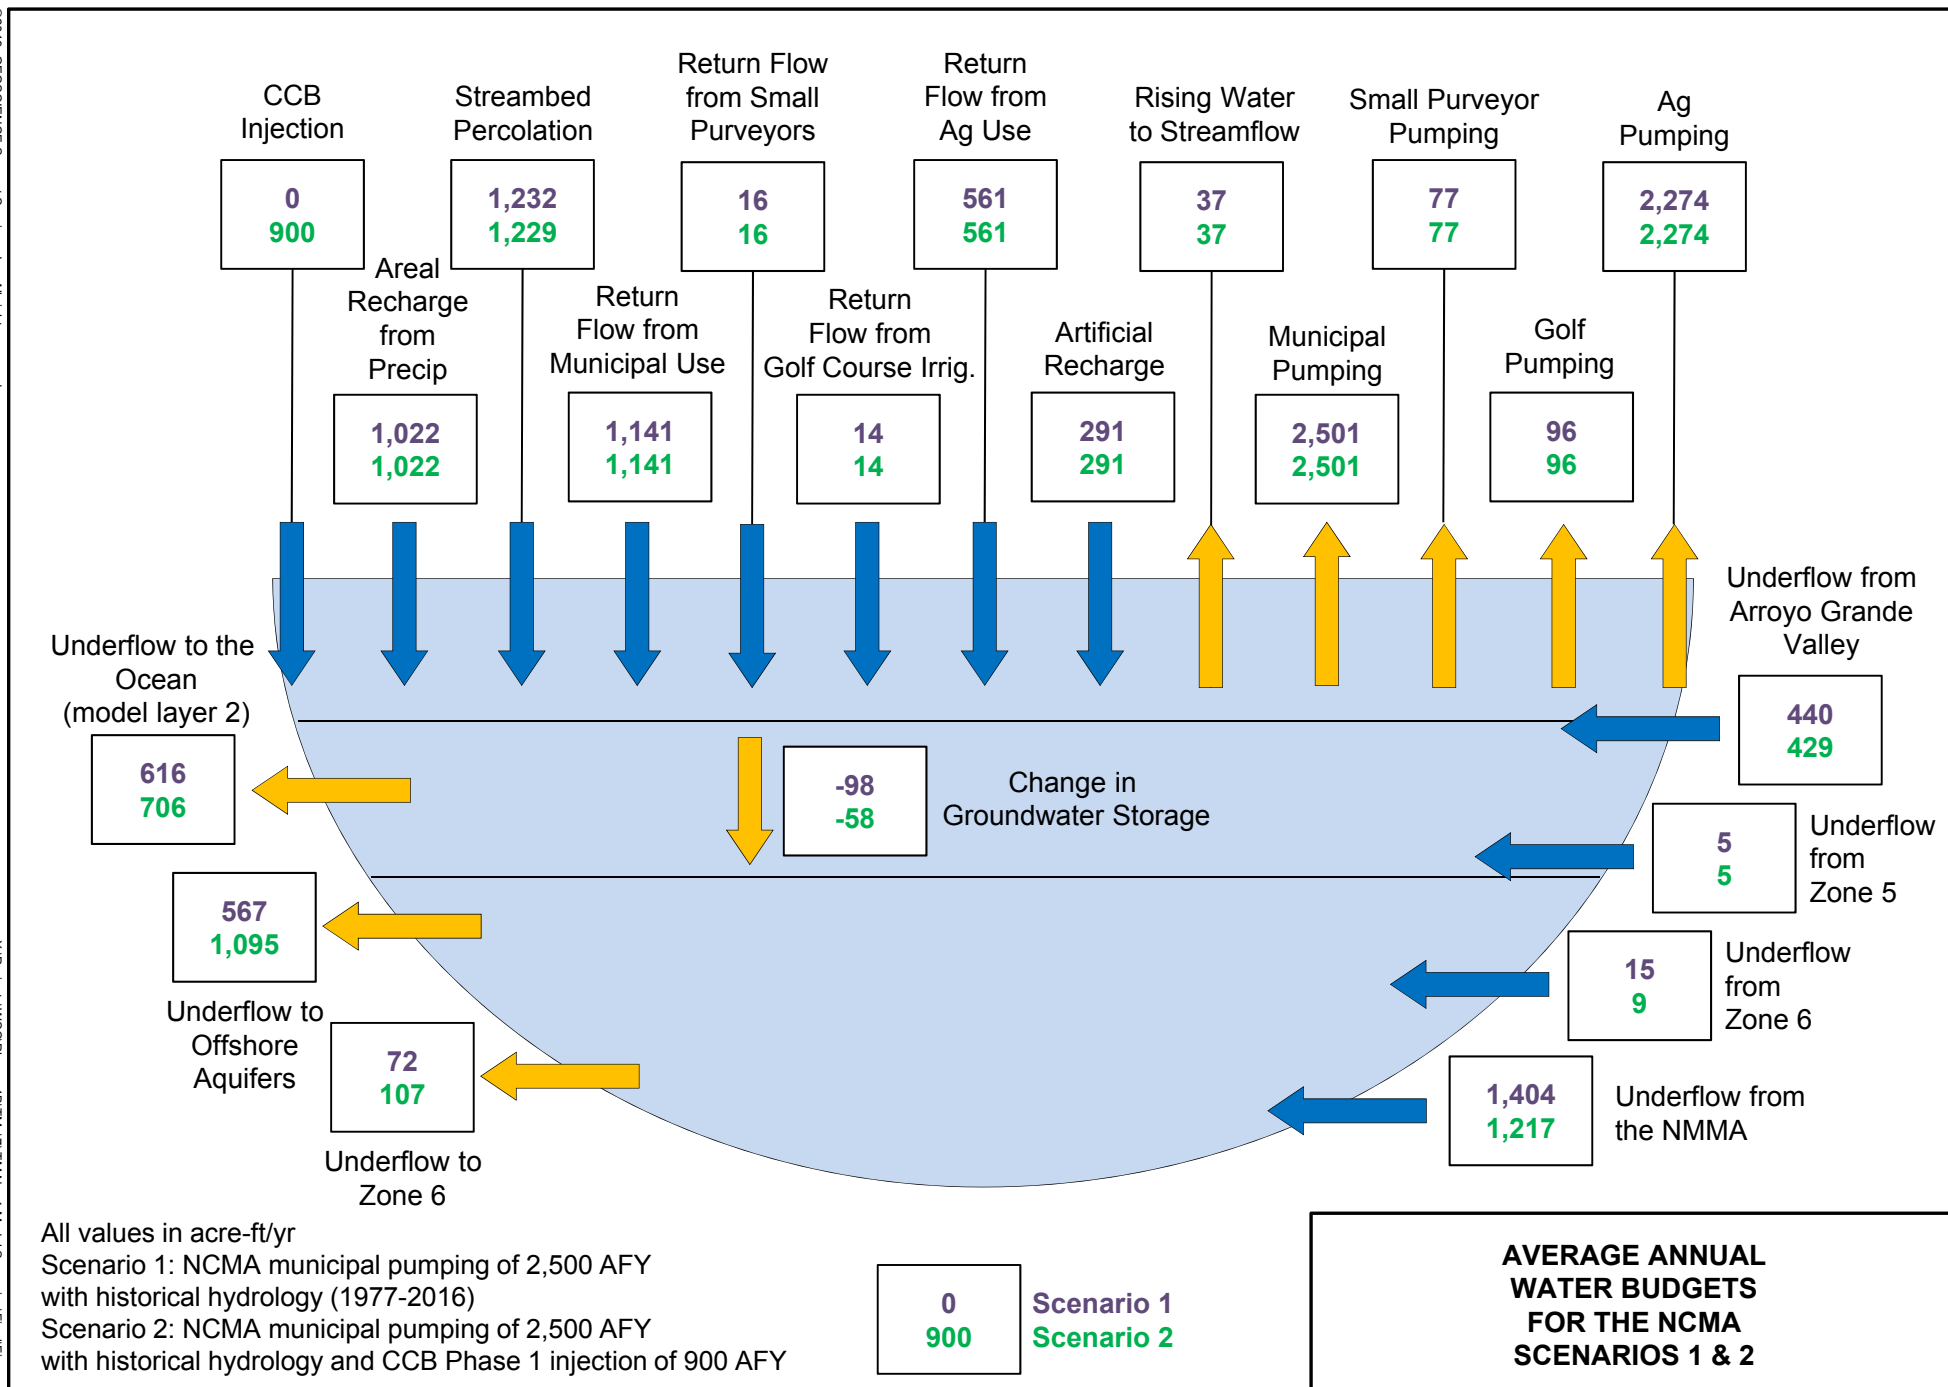 CCB
Injection
0
900
Streambed
Percolation
1,232
1,229
Return Flow
from Small
Purveyors
16
16
Return
Flow from
Ag Use
561
561
Rising Water
to Streamflow
37
37
Small Purveyor
Pumping
77
77
Ag
Pumping
2,274
2,274
Areal
Recharge
from
Precip
1,022
1,022
Return
Flow from
Municipal Use
1,141
1,141
Return
Flow from
Golf Course Irrig.
14
14
Artificial
Recharge
291
291
Municipal
Pumping
2,501
2,501
Golf
Pumping
96
96
Underflow from
Arroyo Grande
Valley
440
429
Underflow to the
Ocean
(model layer 2)
616
706
-98
-58
Change in
Groundwater Storage
5
5
Underflow
from
Zone 5
567
1,095
Underflow to
Offshore
Aquifers
15
9
Underflow
from
Zone 6
72
107
Underflow to
Zone 6
1,404
1,217
Underflow from
the NMMA
All values in acre-ft/yr
Scenario 1: NCMA municipal pumping of 2,500 AFY
with historical hydrology (1977-2016)
Scenario 2: NCMA municipal pumping of 2,500 AFY
with historical hydrology and CCB Phase 1 injection of 900 AFY
0
900
Scenario 1
Scenario 2
AVERAGE ANNUAL
WATER BUDGETS
FOR THE NCMA
SCENARIOS 1 & 2